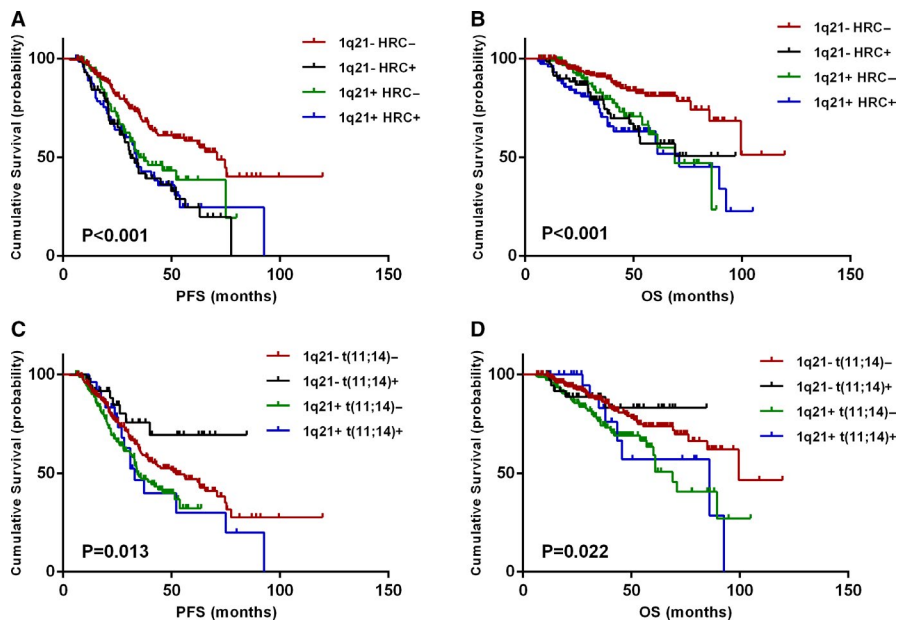 A
Cumulative Survival (probability)
100
50
0
0
50
100
150
PFS (months)
P<0.001
1q21- HRC−
1q21- HRC+
1q21+ HRC−
1q21+ HRC+
B
Cumulative Survival (probability)
100
50
0
0
50
100
150
OS (months)
P<0.001
1q21- HRC−
1q21- HRC+
1q21+ HRC−
1q21+ HRC+
C
Cumulative Survival (probability)
100
50
0
0
50
100
150
PFS (months)
P=0.013
1q21- t(11;14)−
1q21- t(11;14)+
1q21+ t(11;14)−
1q21+ t(11;14)+
D
Cumulative Survival (probability)
100
50
0
0
50
100
150
OS (months)
P=0.022
1q21- t(11;14)−
1q21- t(11;14)+
1q21+ t(11;14)−
1q21+ t(11;14)+